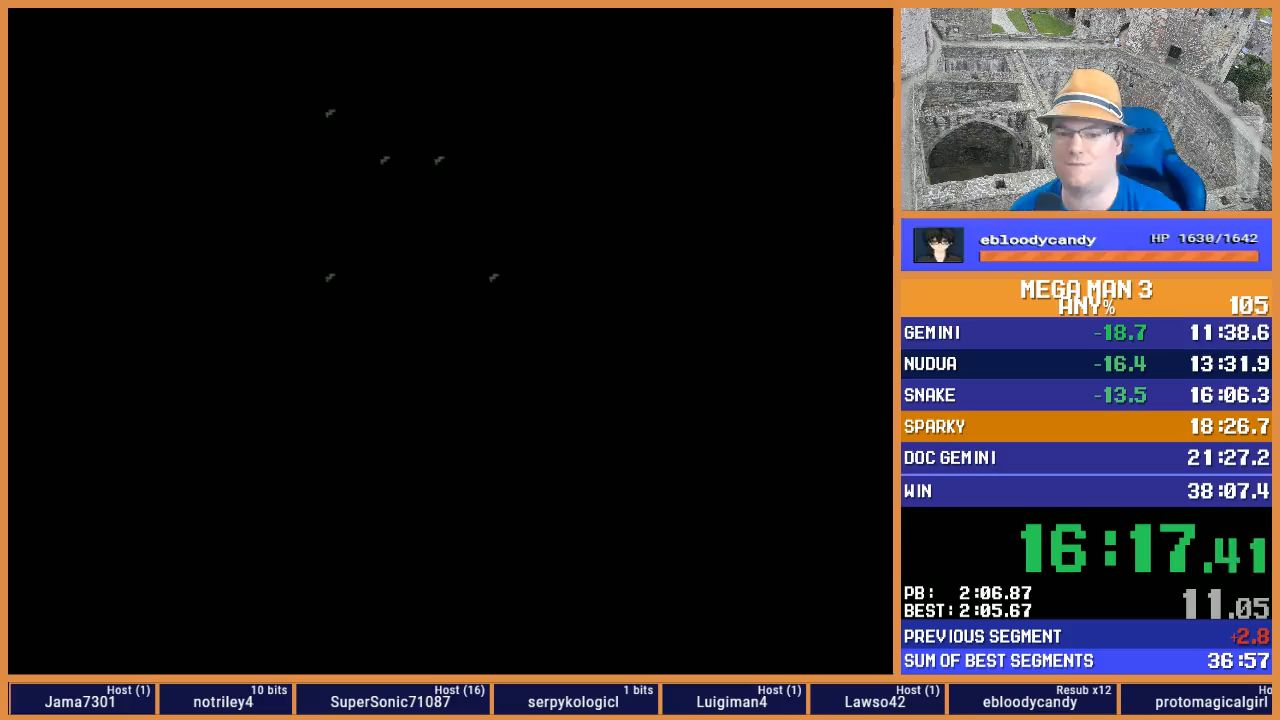 ebloodycandy HP 1630/1642
MEGA MAN 3
ANY% 105
GEMINI -18.7 11:38.6
NUDUA -16.4 13:31.9
SNAKE -13.5 16:06.3
SPARKY 18:26.7
DOC GEMINI 21:27.2
WIN 38:07.4
16:17.41
PB: 2:06.87
BEST: 2:05.67
11.05
PREVIOUS SEGMENT +2.8
SUM OF BEST SEGMENTS 36:57
Host (1)
Jama7301
10 bits
notriley4
Host (16)
SuperSonic71087
1 bits
serpykologicl
Host (1)
Luigiman4
Host (1)
Lawso42
Resub x12
ebloodycandy
Ho
protomagicalgirl